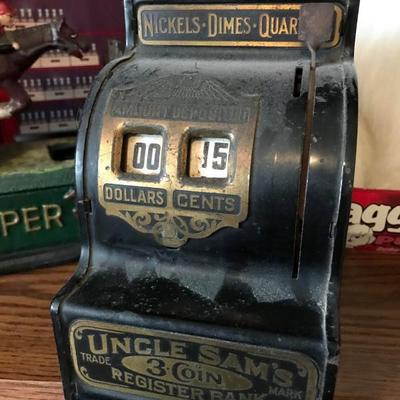 NICKELS·DIMES·QUAR
AMOUNT DEPOSITED
00 15
DOLLARS CENTS
UNCLE SAM'S
TRADE 3 COIN MARK
REGISTER BANK
PER
agg